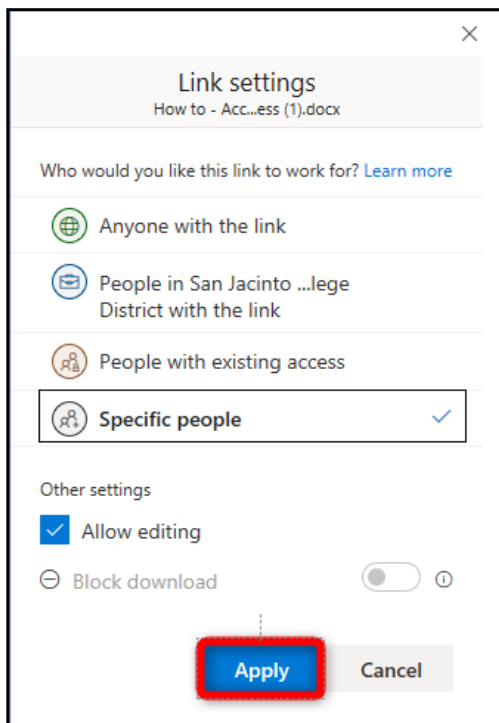 Link settings
How to - Acc...ess (1).docx
Who would you like this link to work for? Learn more
Anyone with the link
People in San Jacinto ...lege
District with the link
People with existing access
Specific people
Other settings
Allow editing
Block download
Apply Cancel